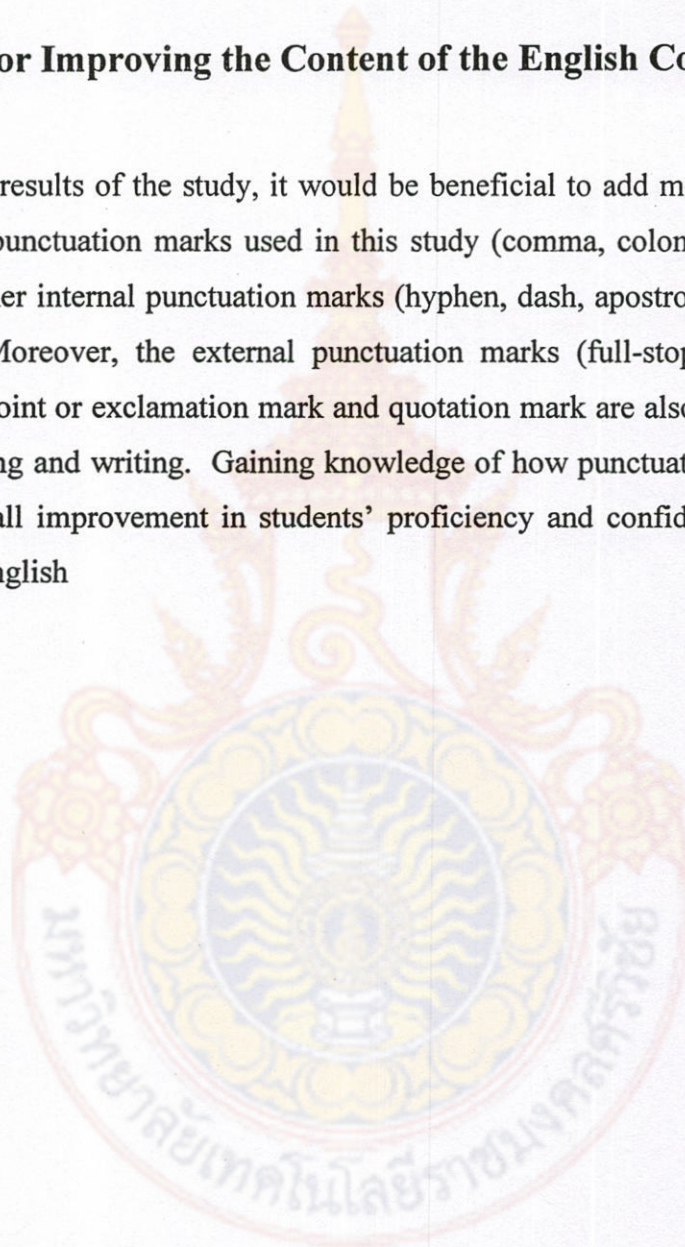 or Improving the Content of the English Co
results of the study, it would be beneficial to add m
punctuation marks used in this study (comma, colon
er internal punctuation marks (hyphen, dash, apostro
Moreover, the external punctuation marks (full-stop
oint or exclamation mark and quotation mark are also
ng and writing. Gaining knowledge of how punctuat
all improvement in students’ proficiency and confid
nglish
มหาวิทยาลัยเทคโนโลยีราชมงคลศรีวิชัย